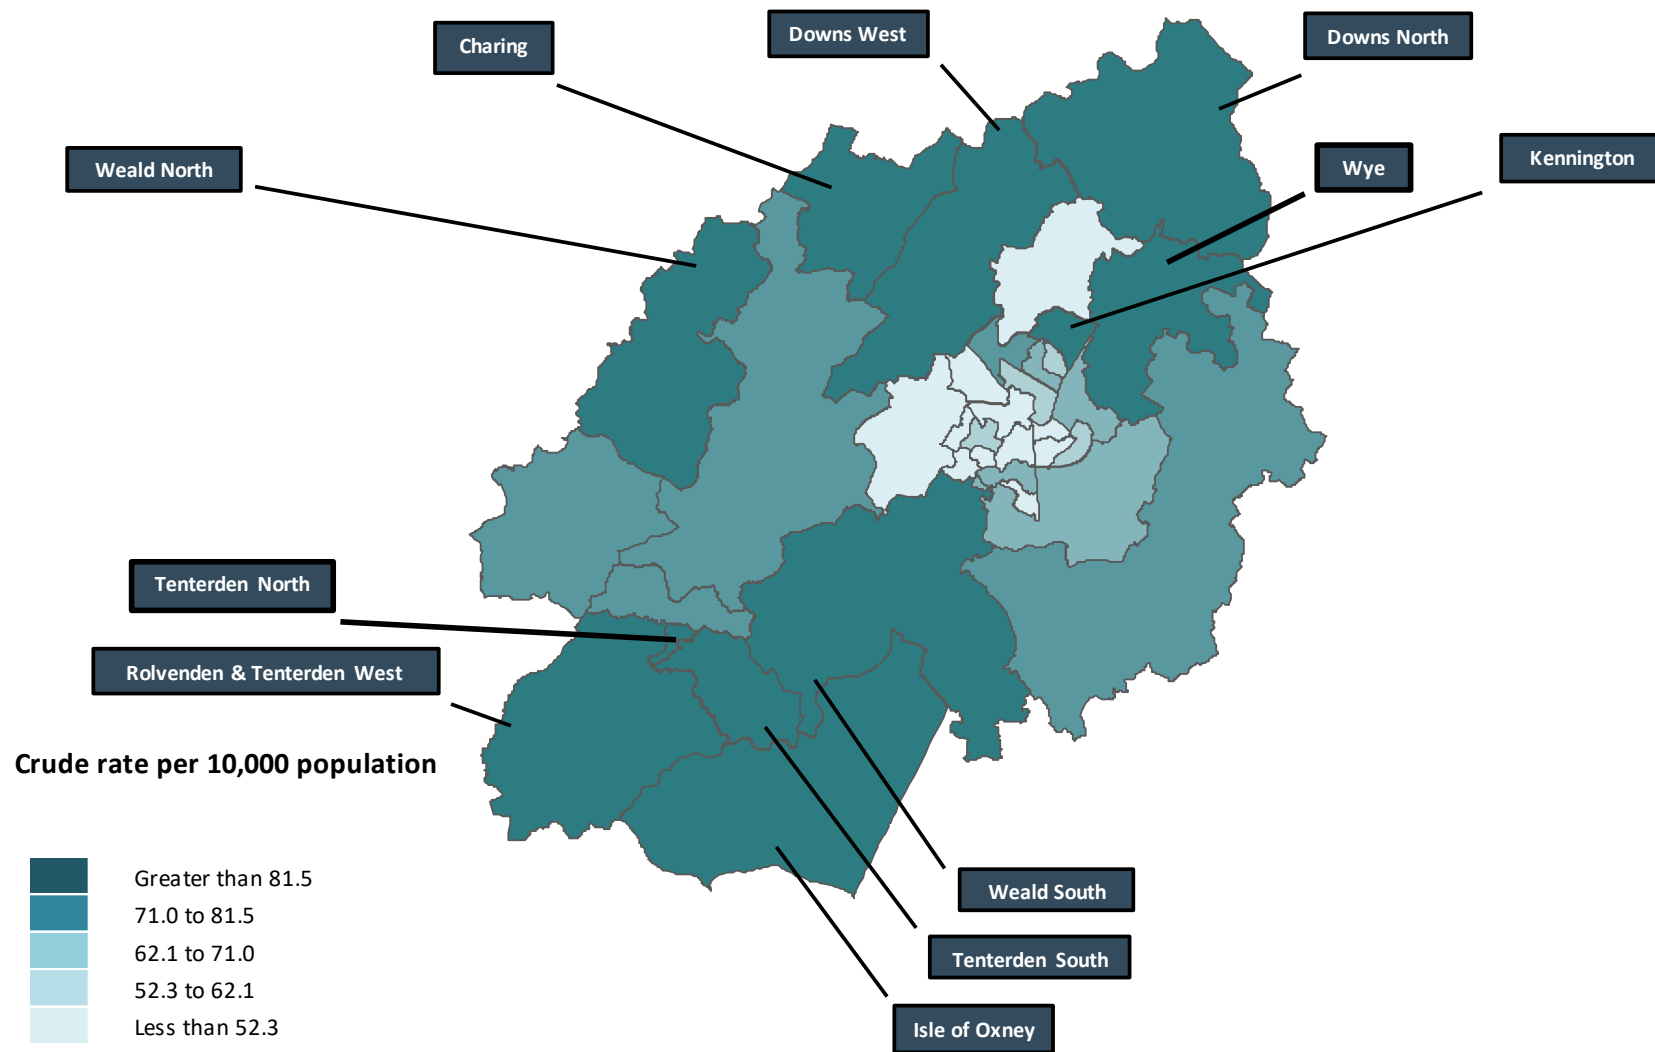 Downs West
Downs North
Charing
Kennington
Weald North
Wye
Tenterden North
Rolvenden & Tenterden West
Crude rate per 10,000 population
Greater than 81.5
71.0 to 81.5
62.1 to 71.0
52.3 to 62.1
Less than 52.3
Weald South
Tenterden South
Isle of Oxney